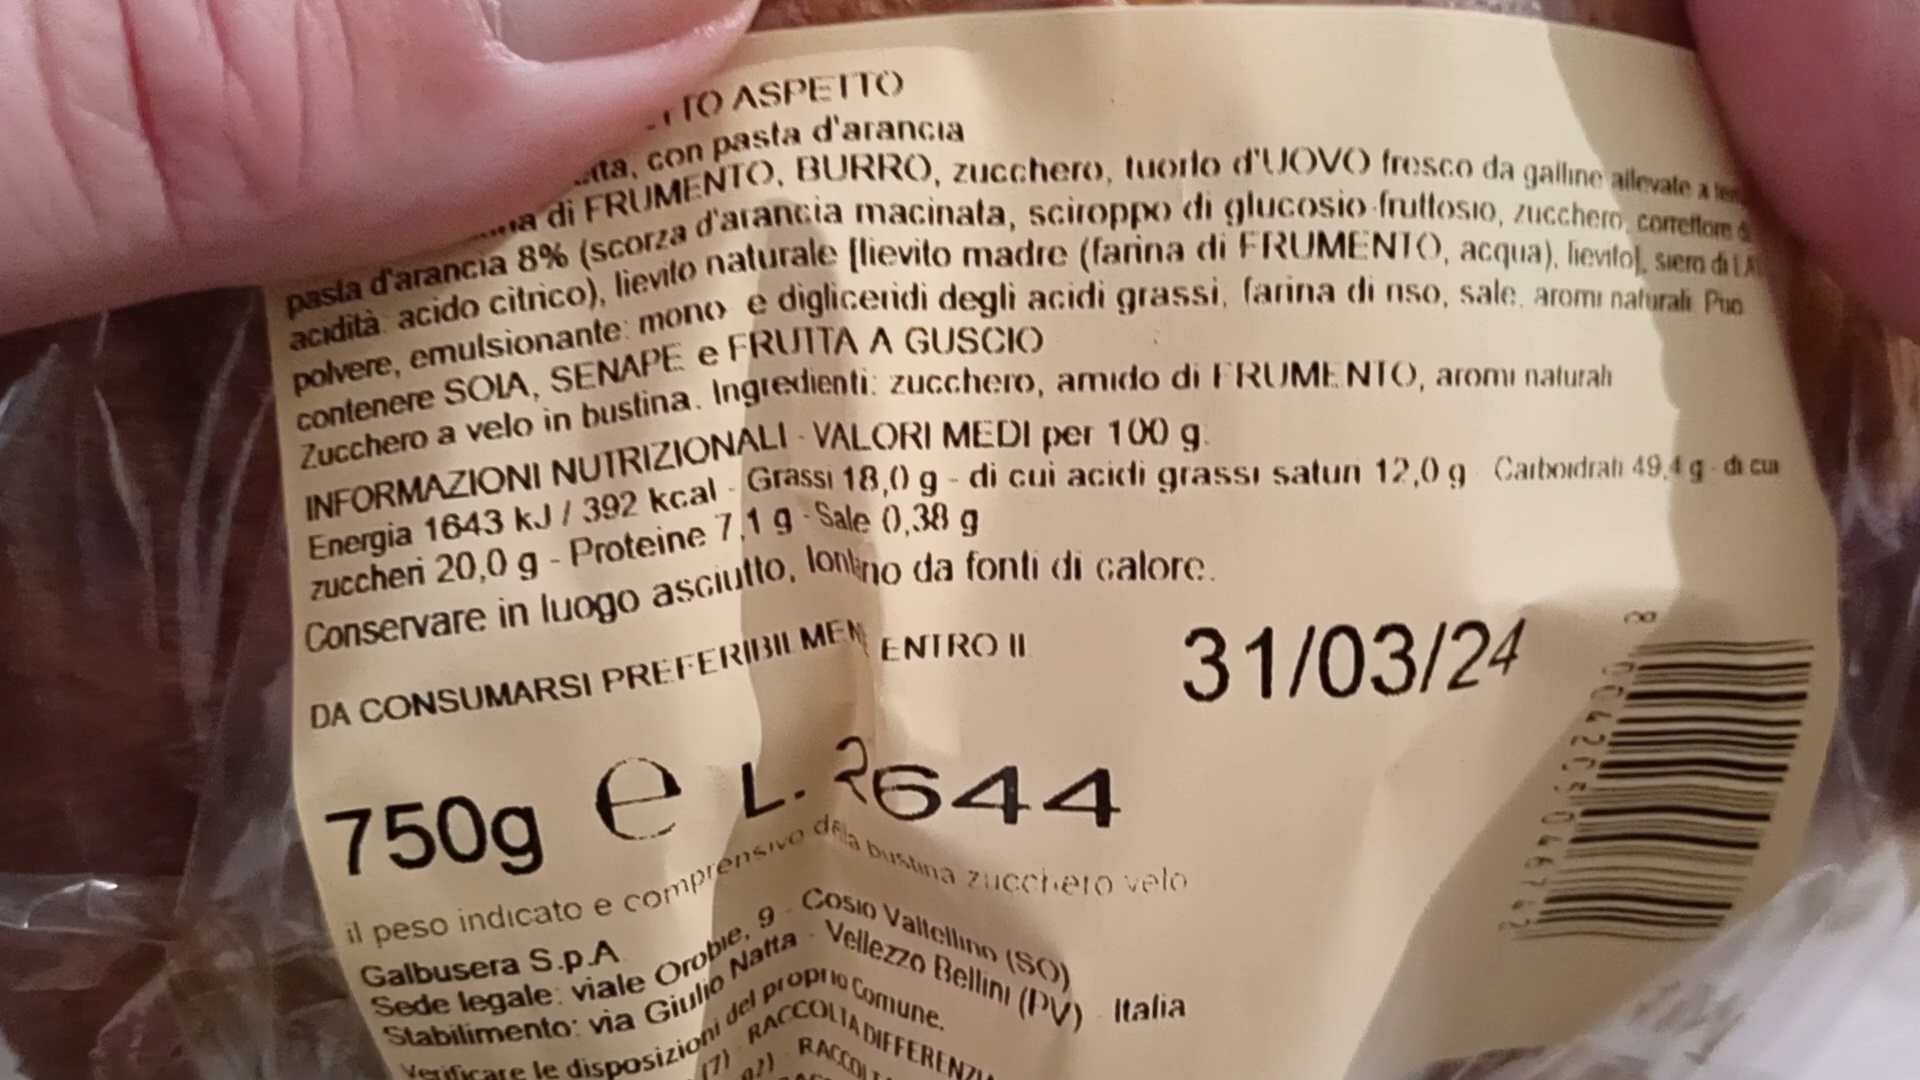 TO ASPETTO
con pasta d'arancia
di FRUMENTO, BURRO, zucchero, tuorlo d'UOVO fresco da galline allevate a
pasta d'arancia 8% (scorza d'arancia macinata, sciroppo di glucosio-fruttosio, zucchero, correttore
acidità: acido citrico), lievito naturale [lievito madre (farina di FRUMENTO, acqua), lievito], siero di
polvere, emulsionante: mono e digliceridi degli acidi grassi, farina di riso, sale, aromi naturali. Può
contenere SOIA, SENAPE e FRUTTA A GUSCIO
Zucchero a velo in bustina. Ingredienti: zucchero, amido di FRUMENTO, aromi naturali
INFORMAZIONI NUTRIZIONALI - VALORI MEDI per 100 g:
Energia 1643 kJ / 392 kcal - Grassi 18,0 g - di cui acidi grassi saturi 12,0 g Carboidrati 49,4 g - di cui
zuccheri 20,0 g - Proteine 7,1 g - Sale 0,38 g
Conservare in luogo asciutto, lontano da fonti di calore.
DA CONSUMARSI PREFERIBILMEN ENTRO Il 31/03/24
750g e L. 2644
il peso indicato e comprensivo della bustina zucchero velo
Galbusera S.p.A
Sede legale: viale Orobie, 9 - Cosio Valtellino (SO)
Stabilimento: via Giulio Natta - Vellezzo Bellini (PV) - Italia
Verificare le disposizioni del proprio Comune.
RACCOLTA